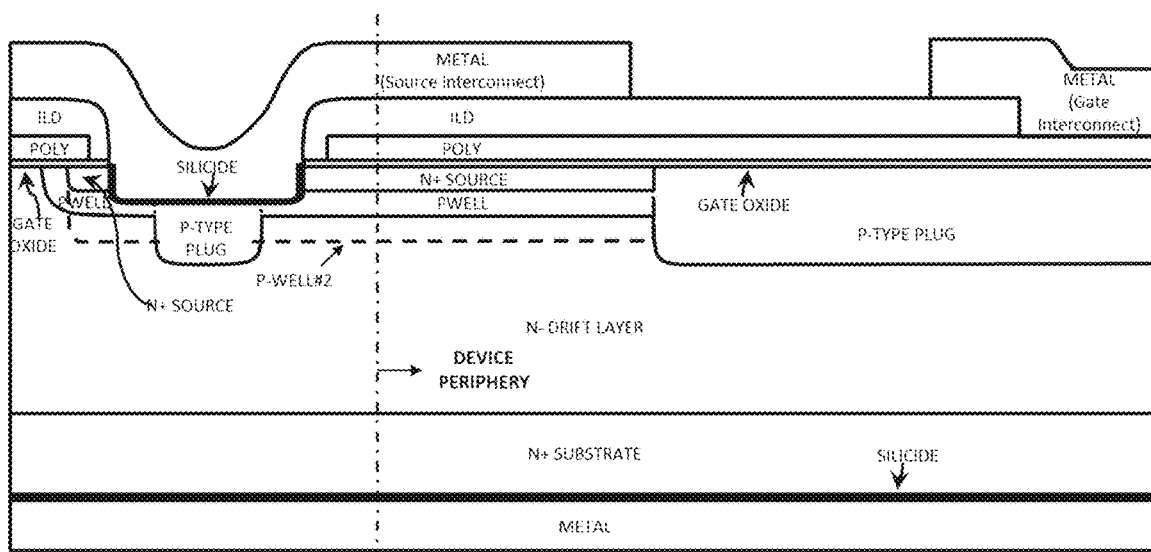 METAL
(Source Interconnect)
METAL
(Gate
Interconnect)
ILD
ILD
POLY
POLY
SILICIDE
N+ SOURCE
GATE OXIDE
PWELL
PWELL
GATE
OXIDE
P-TYPE
PLUG
P-TYPE PLUG
P-WELL#2
N+ SOURCE
N- DRIFT LAYER
DEVICE
PERIPHERY
N+ SUBSTRATE
SILICIDE
METAL